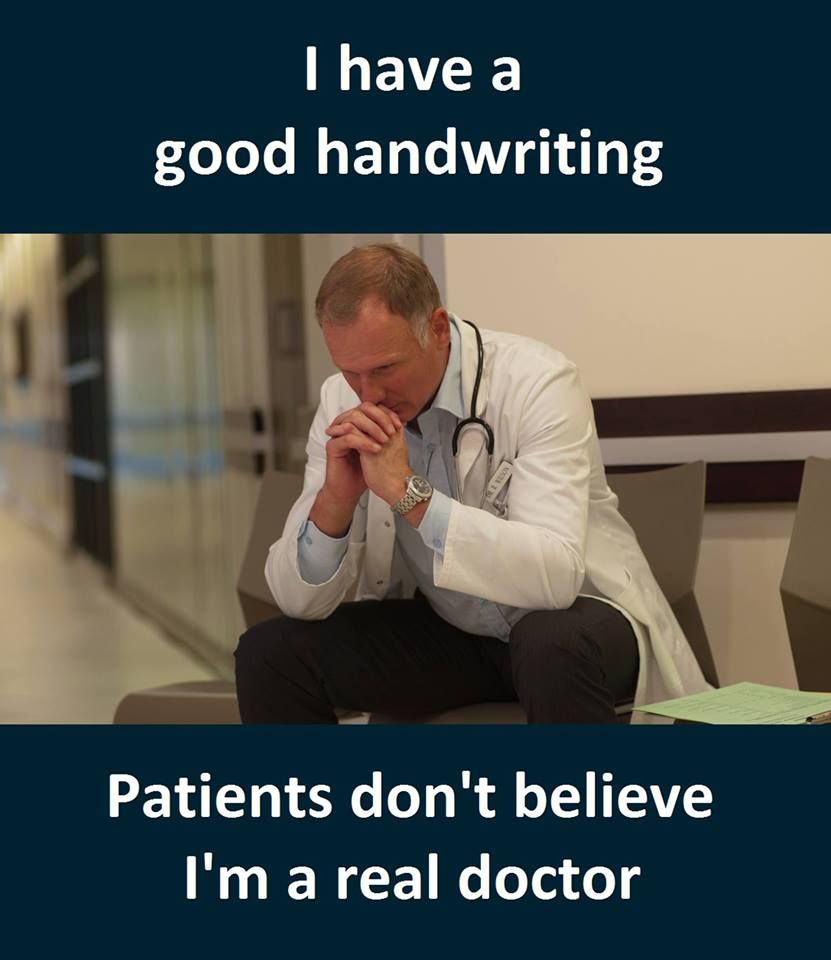 I have a
good handwriting
Patients don't believe
I'm a real doctor